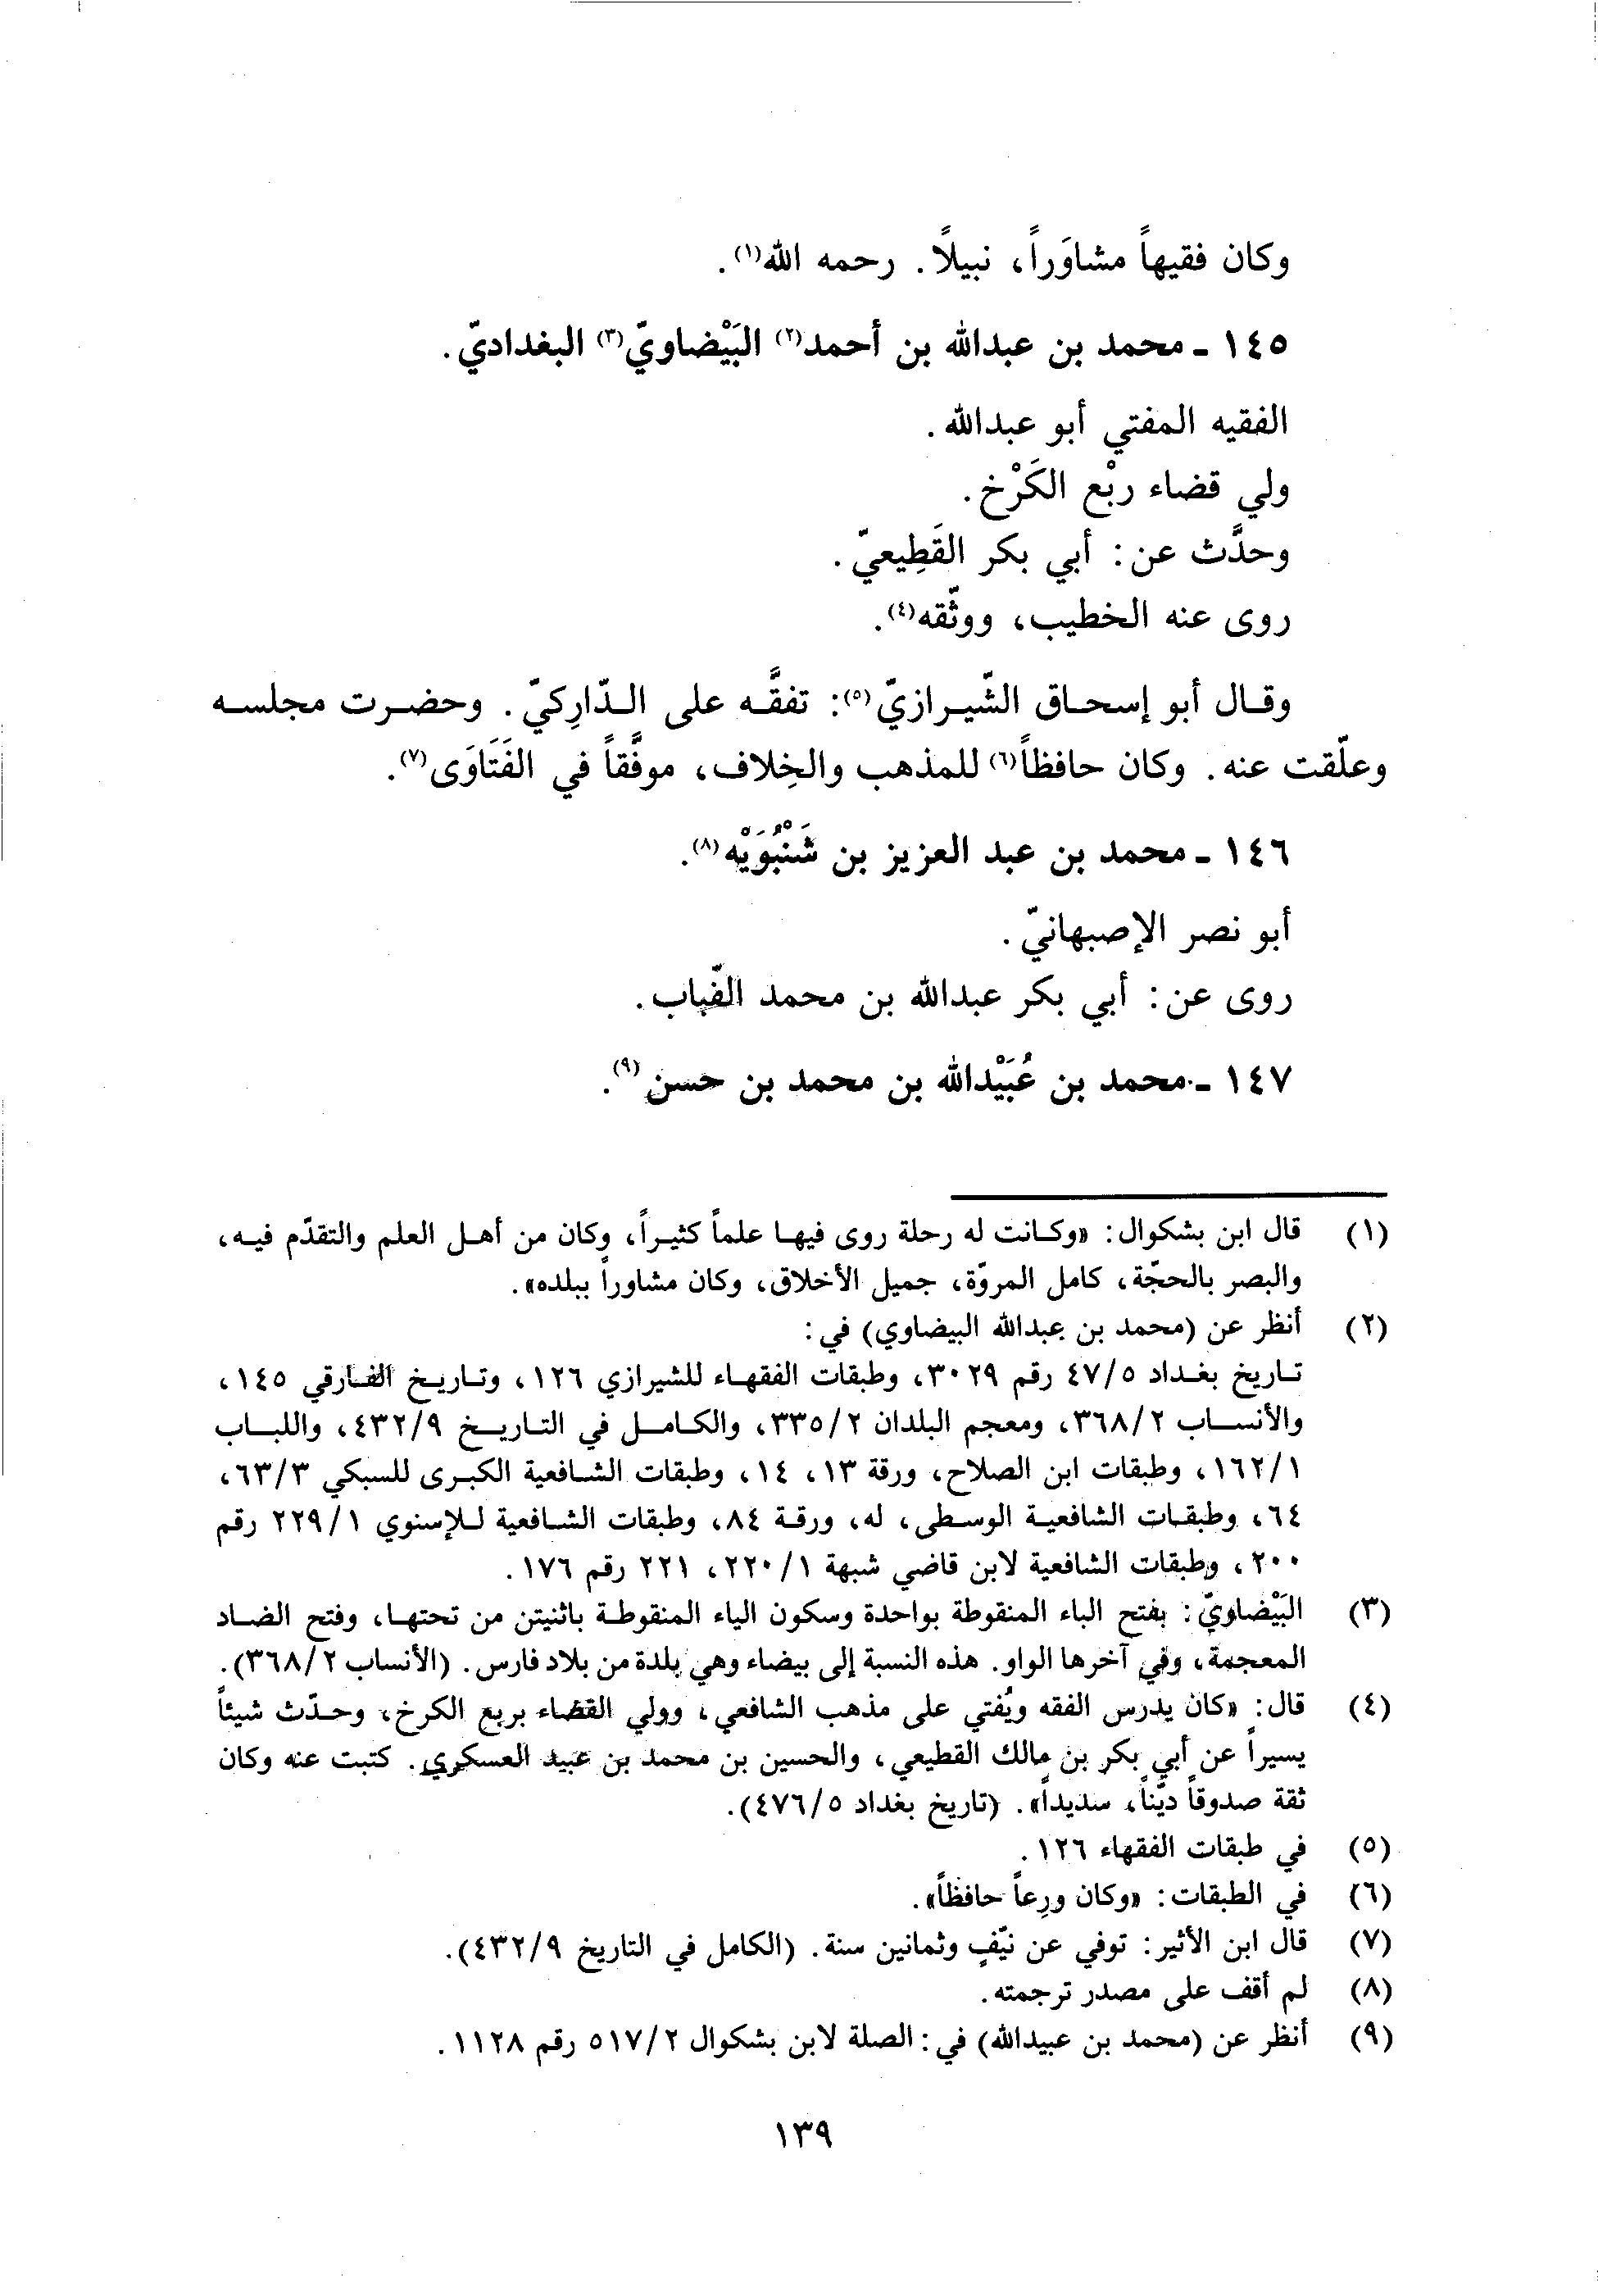 وكان فقيهاً مشاوَراً، نبيلاً. رحمه الله(١).
١٤٥ ـ محمد بن عبدالله بن أحمد(٢) البَيْضاويّ(٣) البغداديّ.
الفقيه المفتي أبو عبدالله.
ولي قضاء ربْع الكَرْخ.
وحدَّث عن: أبي بكر القَطِيعيّ.
روى عنه الخطيب، ووثّقه(٤).
وقال أبو إسحاق الشّيرازيّ(٥): تفقَّه على الدّارِكيّ. وحضرت مجلسه
وعلّقت عنه. وكان حافظاً(٦) للمذهب والخِلاف، موفَّقاً في الفَتَاوَى(٧).
١٤٦ ـ محمد بن عبد العزيز بن شَنْبُوَيْه(٨).
أبو نصر الإصبهانيّ.
روى عن: أبي بكر عبدالله بن محمد القّباب.
١٤٧ ـ محمد بن عُبَيْدالله بن محمد بن حسن(٩).
(١) قال ابن بشكوال: «وكانت له رحلة روى فيها علماً كثيراً، وكان من أهل العلم والتقدّم فيه،
والبصر بالحجّة، كامل المروّة، جميل الأخلاق، وكان مشاوراً ببلده».
(٢) أنظر عن (محمد بن عبدالله البيضاوي) في:
تاريخ بغداد ٤٧/٥ رقم ٣٠٢٩، وطبقات الفقهاء للشيرازي ١٢٦، وتاريخ الفارقي ١٤٥،
والأنساب ٣٦٨/٢، ومعجم البلدان ٣٣٥/٢، والكامل في التاريخ ٤٣٢/٩، واللباب
١٦٢/١، وطبقات ابن الصلاح، ورقة ١٣، ١٤، وطبقات الشافعية الكبرى للسبكي ٦٣/٣،
٦٤، وطبقات الشافعية الوسطى، له، ورقة ٨٤، وطبقات الشافعية للإسنوي ٢٢٩/١ رقم
٢٠٠، وطبقات الشافعية لابن قاضي شبهة ٢٢٠/١، ٢٢١ رقم ١٧٦.
(٣) البَيْضاويّ: بفتح الباء المنقوطة بواحدة وسكون الياء المنقوطة باثنيتن من تحتها، وفتح الضاد
المعجمة، وفي آخرها الواو. هذه النسبة إلى بيضاء وهي بلدة من بلاد فارس. (الأنساب ٣٦٨/٢).
(٤) قال: «كان يدرس الفقه ويُفتي على مذهب الشافعي، وولي القضاء بربع الكرخ، وحدّث شيئاً
يسيراً عن أبي بكر بن مالك القطيعي، والحسين بن محمد بن عبيد العسكري. كتبت عنه وكان
ثقة صدوقاً ديّناً، سديداً». (تاريخ بغداد ٤٧٦/٥).
(٥) في طبقات الفقهاء ١٢٦.
(٦) في الطبقات: «وكان ورِعاً حافظاً».
(٧) قال ابن الأثير: توفي عن نيّفٍ وثمانين سنة. (الكامل في التاريخ ٤٣٢/٩).
(٨) لم أقف على مصدر ترجمته.
(٩) أنظر عن (محمد بن عبيدالله) في: الصلة لابن بشكوال ٥١٧/٢ رقم ١١٢٨.
١٣٩